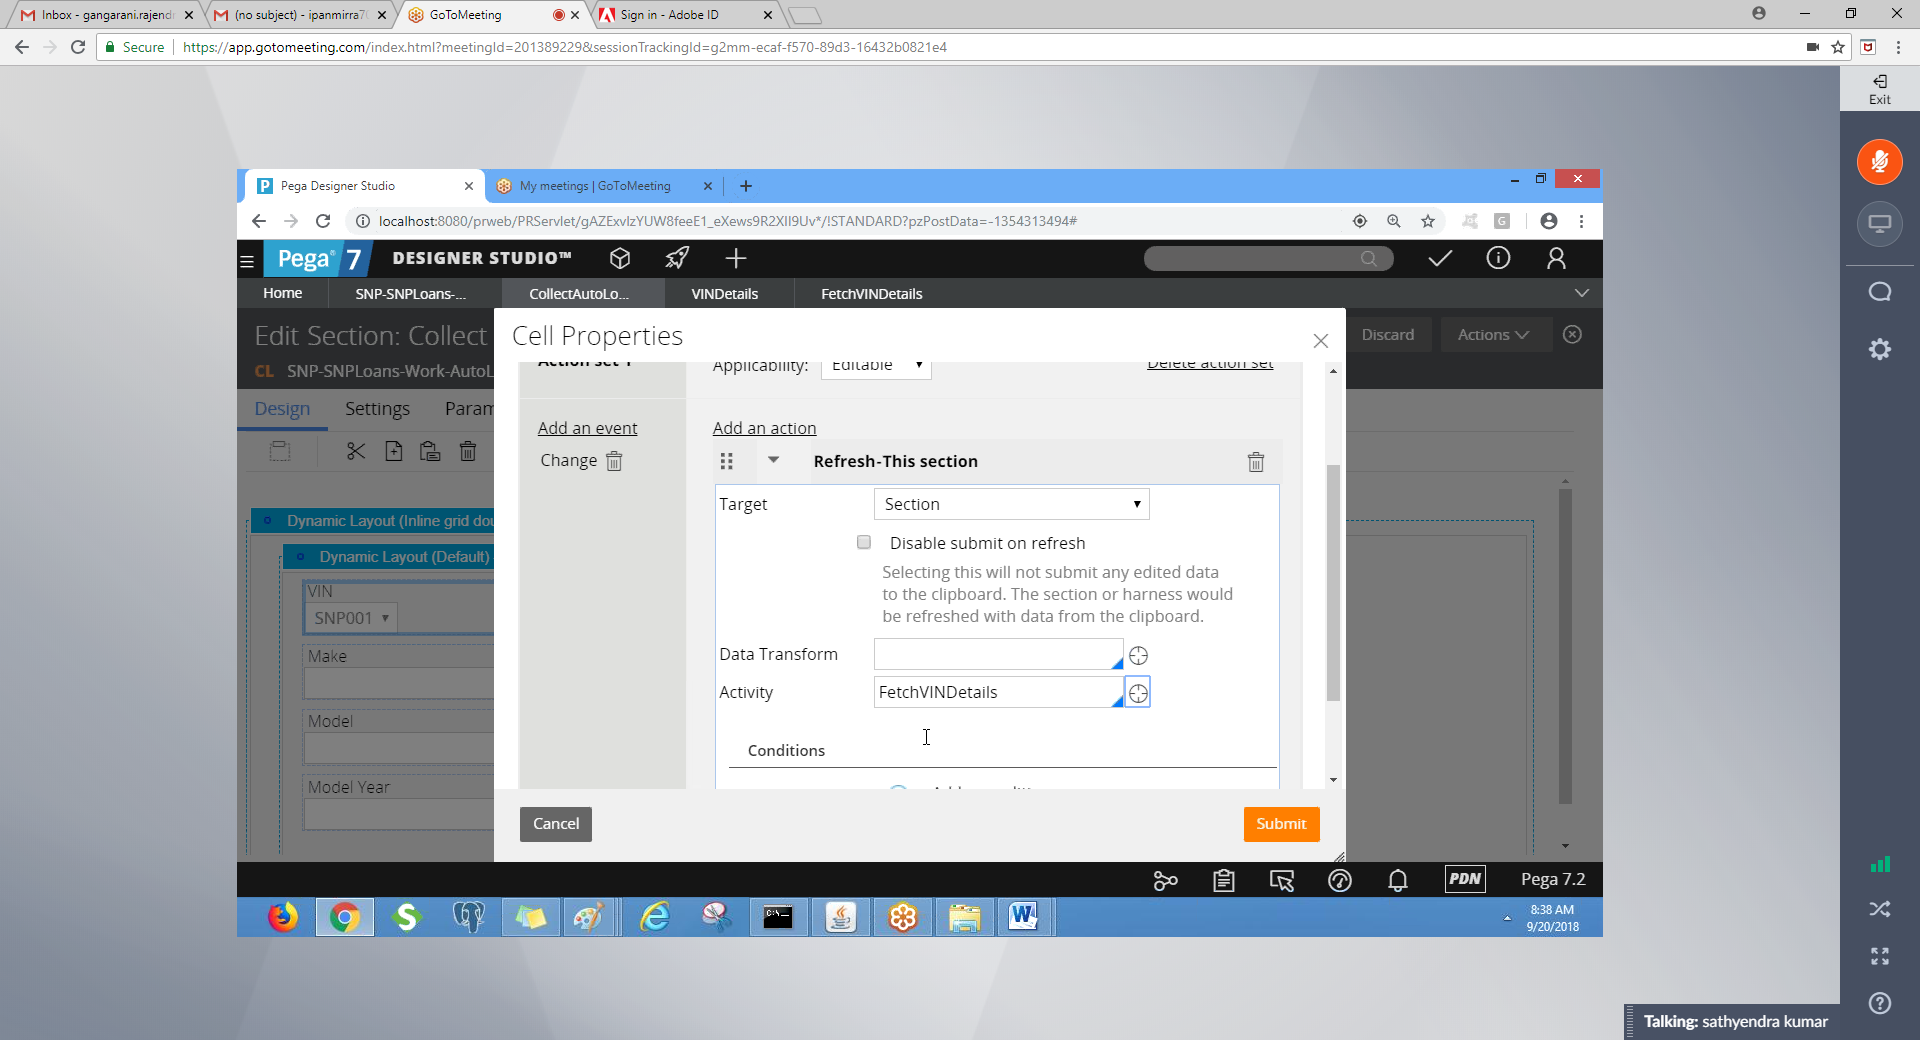 Inbox - gangarani.rajend
(no subject) - ipanmirra7
GoToMeeting
Sign in - Adobe ID
Secure https://app.gotomeeting.com/index.html?meetingId=201389229&sessionTrackingId=g2mm-ecaf-f570-89d3-16432b0821e4
Exit
Pega Designer Studio
My meetings | GoToMeeting
localhost:8080/prweb/PRServlet/gAZExvlzYUW8feeE1_eXews9R2XII9Uv*/!STANDARD?pzPostData=-1354313494#
Pega 7 DESIGNER STUDIO™
Home SNP-SNPLoans-... CollectAutoLo... VINDetails FetchVINDetails
Edit Section: Collect
Discard Actions
CL SNP-SNPLoans-Work-AutoL
Design Settings Param
Dynamic Layout (Inline grid dou
Dynamic Layout (Default)
VIN
SNP001
Make
Model
Model Year
Cell Properties
Action set 1
Applicability: Editable
Delete action set
Add an event
Change
Add an action
Refresh-This section
Target Section
Disable submit on refresh
Selecting this will not submit any edited data
to the clipboard. The section or harness would
be refreshed with data from the clipboard.
Data Transform
Activity FetchVINDetails
Conditions
Cancel
Submit
PDN
Pega 7.2
8:38 AM
9/20/2018
Talking: sathyendra kumar